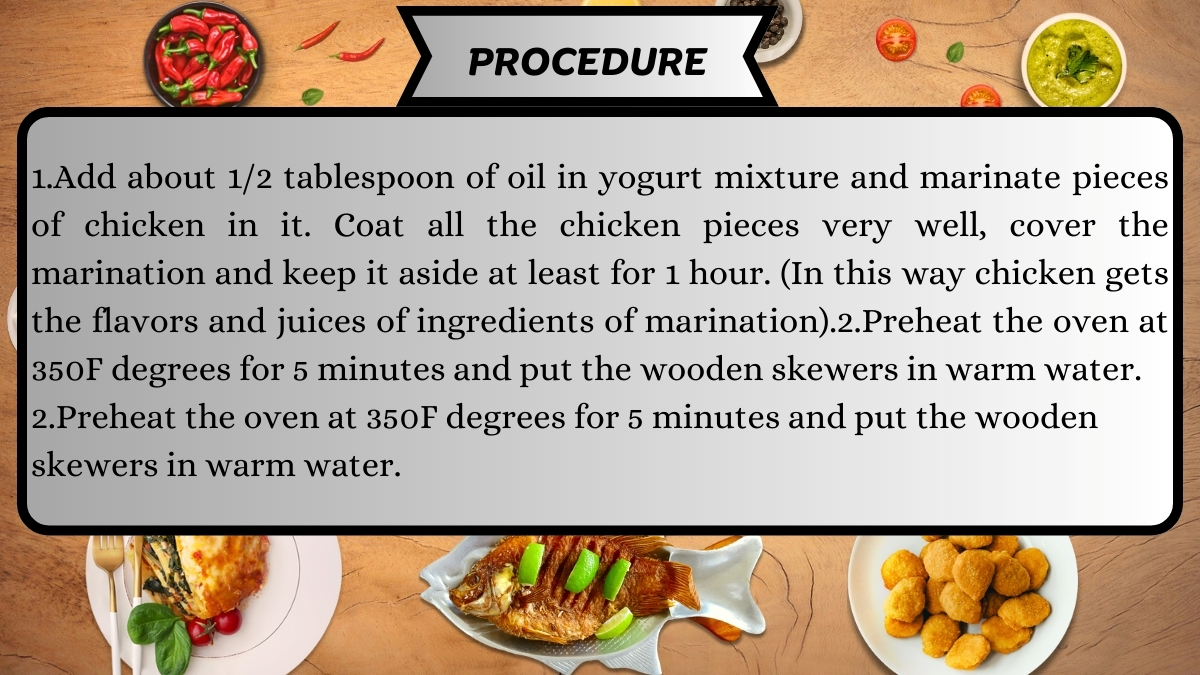 PROCEDURE
1.Add about 1/2 tablespoon of oil in yogurt mixture and marinate pieces
of chicken in it. Coat all the chicken pieces very well, cover the
marination and keep it aside at least for 1 hour. (In this way chicken gets
the flavors and juices of ingredients of marination).2.Preheat the oven at
350F degrees for 5 minutes and put the wooden skewers in warm water.
2.Preheat the oven at 350F degrees for 5 minutes and put the wooden
skewers in warm water.